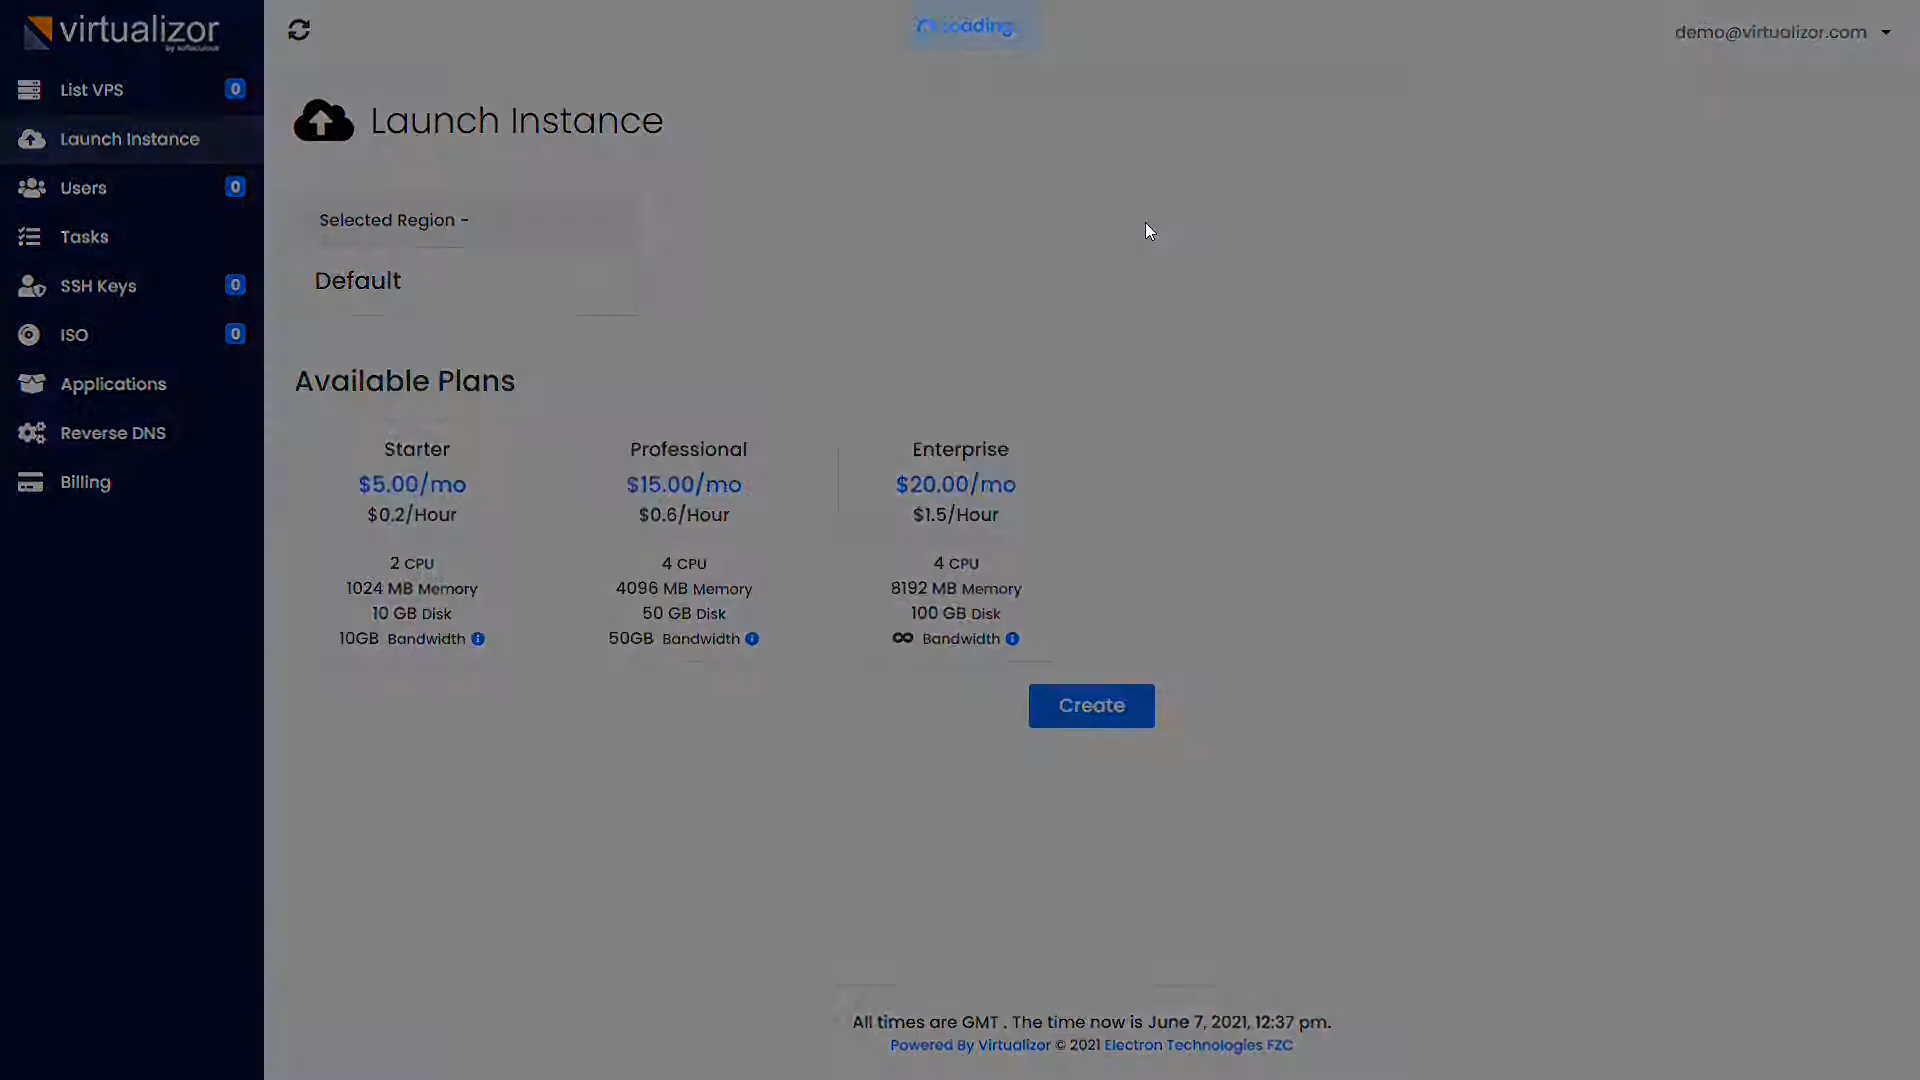 virtualizor
by softaculous
Loading
demo@virtualizor.com
List VPS 0
Launch Instance
Users 0
Tasks
SSH Keys 0
ISO 0
Applications
Reverse DNS
Billing
Launch Instance
Selected Region -
Default
Available Plans
Starter
$5.00/mo
$0.2/Hour
2 CPU
1024 MB Memory
10 GB Disk
10GB Bandwidth
Professional
$15.00/mo
$0.6/Hour
4 CPU
4096 MB Memory
50 GB Disk
50GB Bandwidth
Enterprise
$20.00/mo
$1.5/Hour
4 CPU
8192 MB Memory
100 GB Disk
∞ Bandwidth
Create
All times are GMT . The time now is June 7, 2021, 12:37 pm.
Powered By Virtualizor © 2021 Electron Technologies FZC